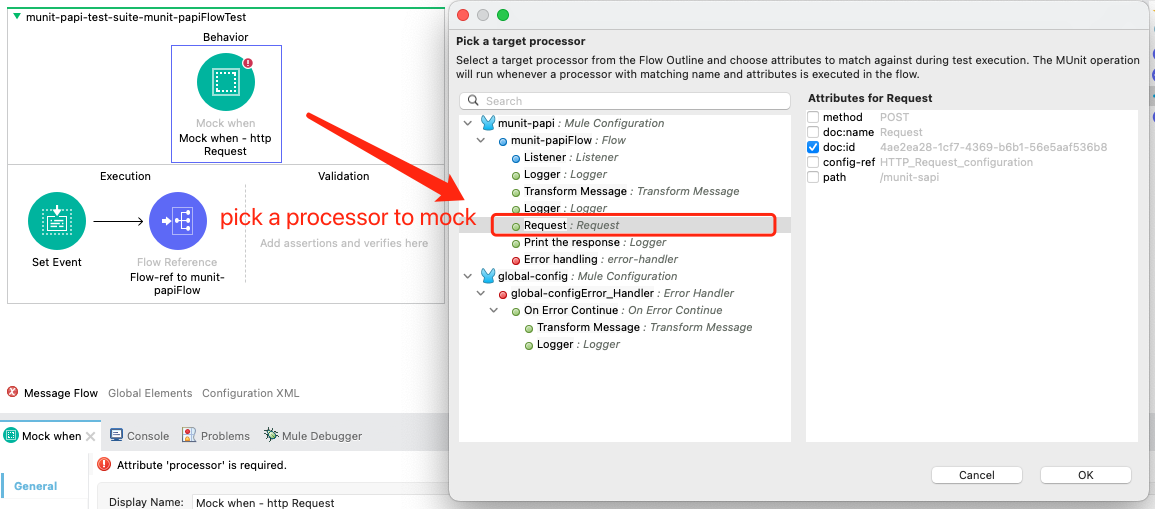 munit-papi-test-suite-munit-papiFlowTest
Behavior
Mock when
Mock when - http
Request
Execution
Validation
Set Event
Flow Reference
Flow-ref to munit-
papiFlow
Add assertions and verifies here
pick a processor to mock
Message Flow
Global Elements
Configuration XML
Mock when
Console
Problems
Mule Debugger
Attribute 'processor' is required.
General
Display Name:
Mock when - http Request
Pick a target processor
Select a target processor from the Flow Outline and choose attributes to match against during test execution. The MUnit operation
will run whenever a processor with matching name and attributes is executed in the flow.
Search
munit-papi : Mule Configuration
munit-papiFlow : Flow
Listener : Listener
Logger : Logger
Transform Message : Transform Message
Logger : Logger
Request : Request
Print the response : Logger
Error handling : error-handler
global-config : Mule Configuration
global-configError_Handler : Error Handler
On Error Continue : On Error Continue
Transform Message : Transform Message
Logger : Logger
Attributes for Request
method POST
doc:name Request
doc:id 4ae2ea28-1cf7-4369-b6b1-56e5aaf536b8
config-ref HTTP_Request_configuration
path /munit-sapi
Cancel
OK